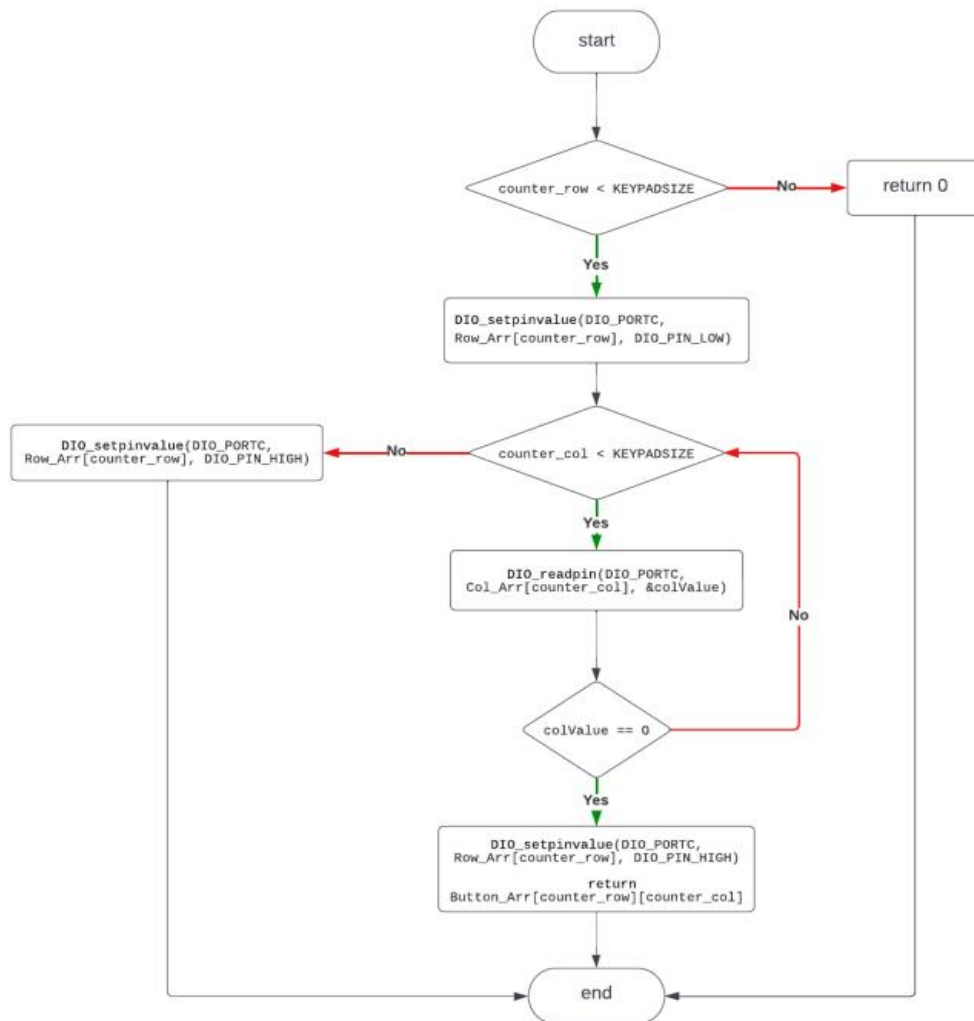 start
counter_row < KEYPADSIZE
No
return 0
Yes
DIO_setpinvalue(DIO_PORTC,
Row_Arr[counter_row], DIO_PIN_LOW)
DIO_setpinvalue(DIO_PORTC,
Row_Arr[counter_row], DIO_PIN_HIGH)
No
counter_col < KEYPADSIZE
Yes
DIO_readpin(DIO_PORTC,
Col_Arr[counter_col], &colValue)
No
colValue == 0
Yes
DIO_setpinvalue(DIO_PORTC,
Row_Arr[counter_row], DIO_PIN_HIGH)
return
Button_Arr[counter_row][counter_col]
end